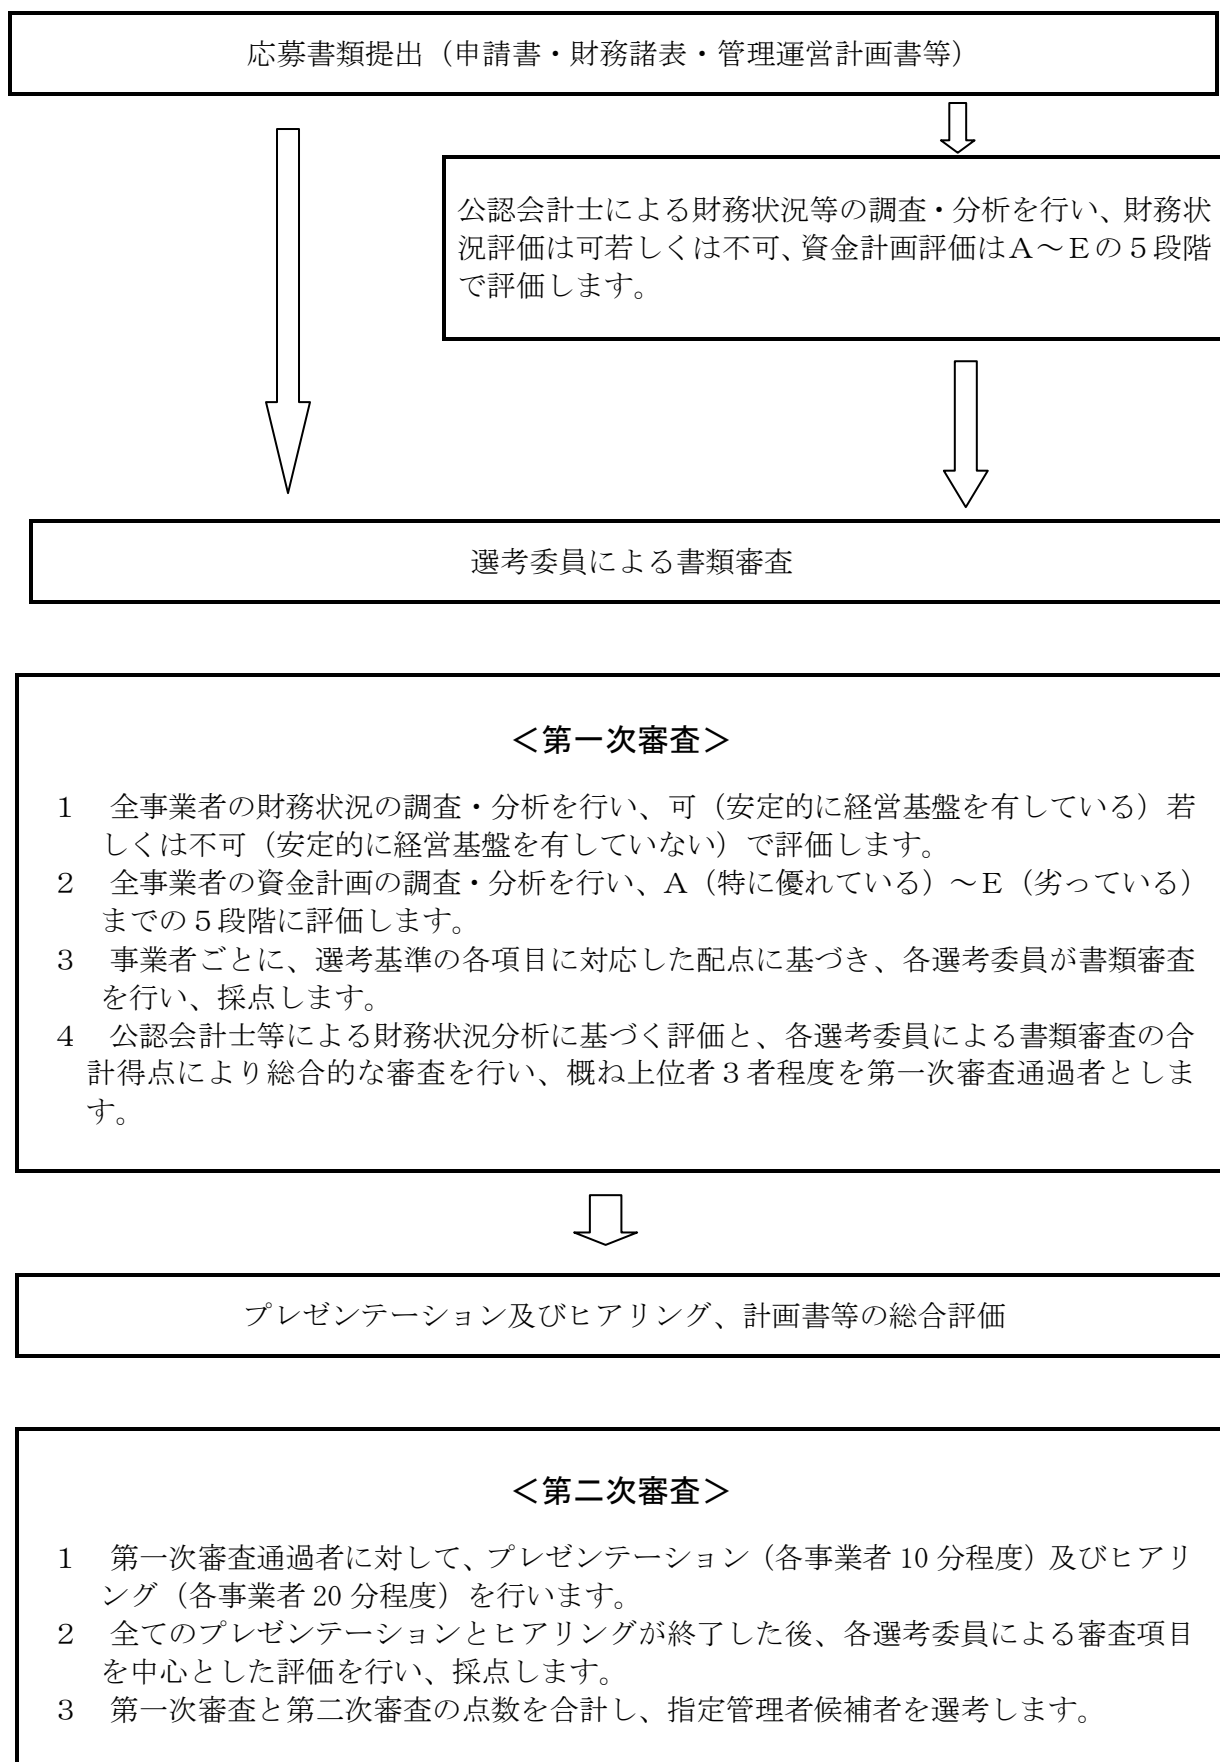 応募書類提出（申請書・財務諸表・管理運営計画書等）
公認会計士による財務状況等の調査・分析を行い、財務状
況評価は可若しくは不可、資金計画評価はＡ～Ｅの５段階
で評価します。
選考委員による書類審査
＜第一次審査＞
１　全事業者の財務状況の調査・分析を行い、可（安定的に経営基盤を有している）若
しくは不可（安定的に経営基盤を有していない）で評価します。
２　全事業者の資金計画の調査・分析を行い、Ａ（特に優れている）～Ｅ（劣っている）
までの５段階に評価します。
３　事業者ごとに、選考基準の各項目に対応した配点に基づき、各選考委員が書類審査
を行い、採点します。
４　公認会計士等による財務状況分析に基づく評価と、各選考委員による書類審査の合
計得点により総合的な審査を行い、概ね上位者３者程度を第一次審査通過者としま
す。
プレゼンテーション及びヒアリング、計画書等の総合評価
＜第二次審査＞
１　第一次審査通過者に対して、プレゼンテーション（各事業者 10 分程度）及びヒアリ
ング（各事業者 20 分程度）を行います。
２　全てのプレゼンテーションとヒアリングが終了した後、各選考委員による審査項目
を中心とした評価を行い、採点します。
３　第一次審査と第二次審査の点数を合計し、指定管理者候補者を選考します。